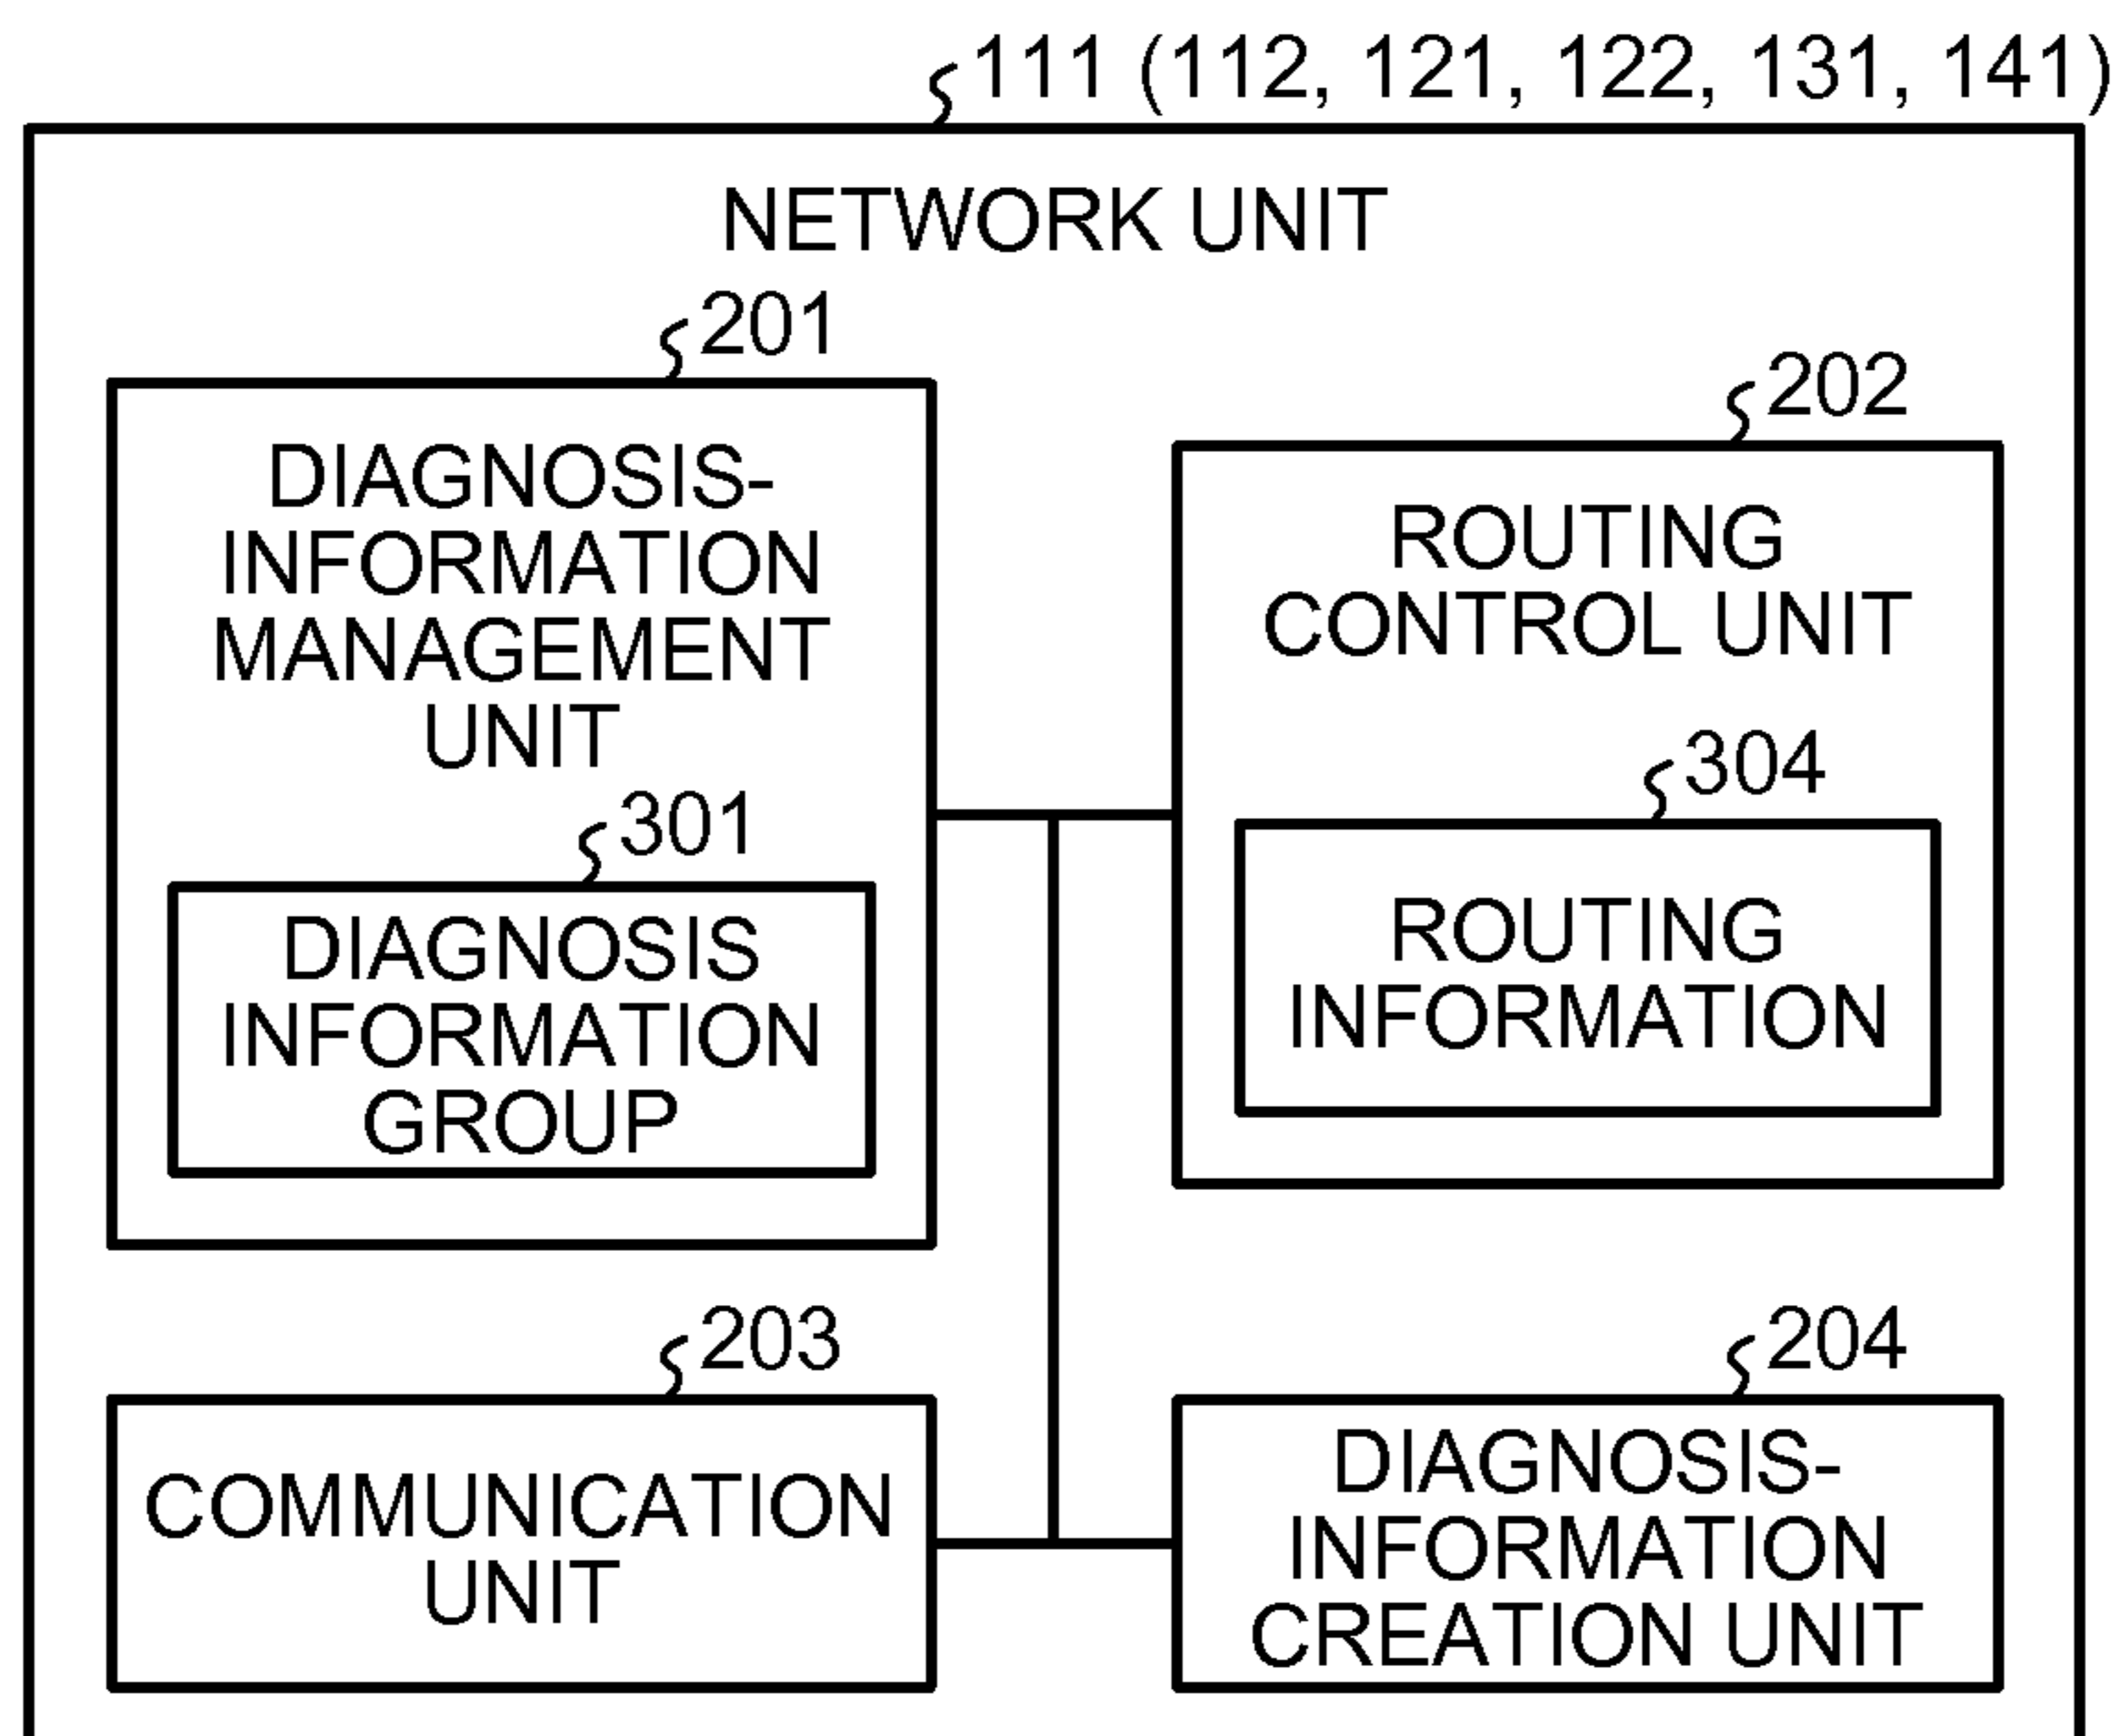 111 (112, 121, 122, 131, 141)
NETWORK UNIT
201
DIAGNOSIS-
INFORMATION
MANAGEMENT
UNIT
301
DIAGNOSIS
INFORMATION
GROUP
202
ROUTING
CONTROL UNIT
304
ROUTING
INFORMATION
203
COMMUNICATION
UNIT
204
DIAGNOSIS-
INFORMATION
CREATION UNIT